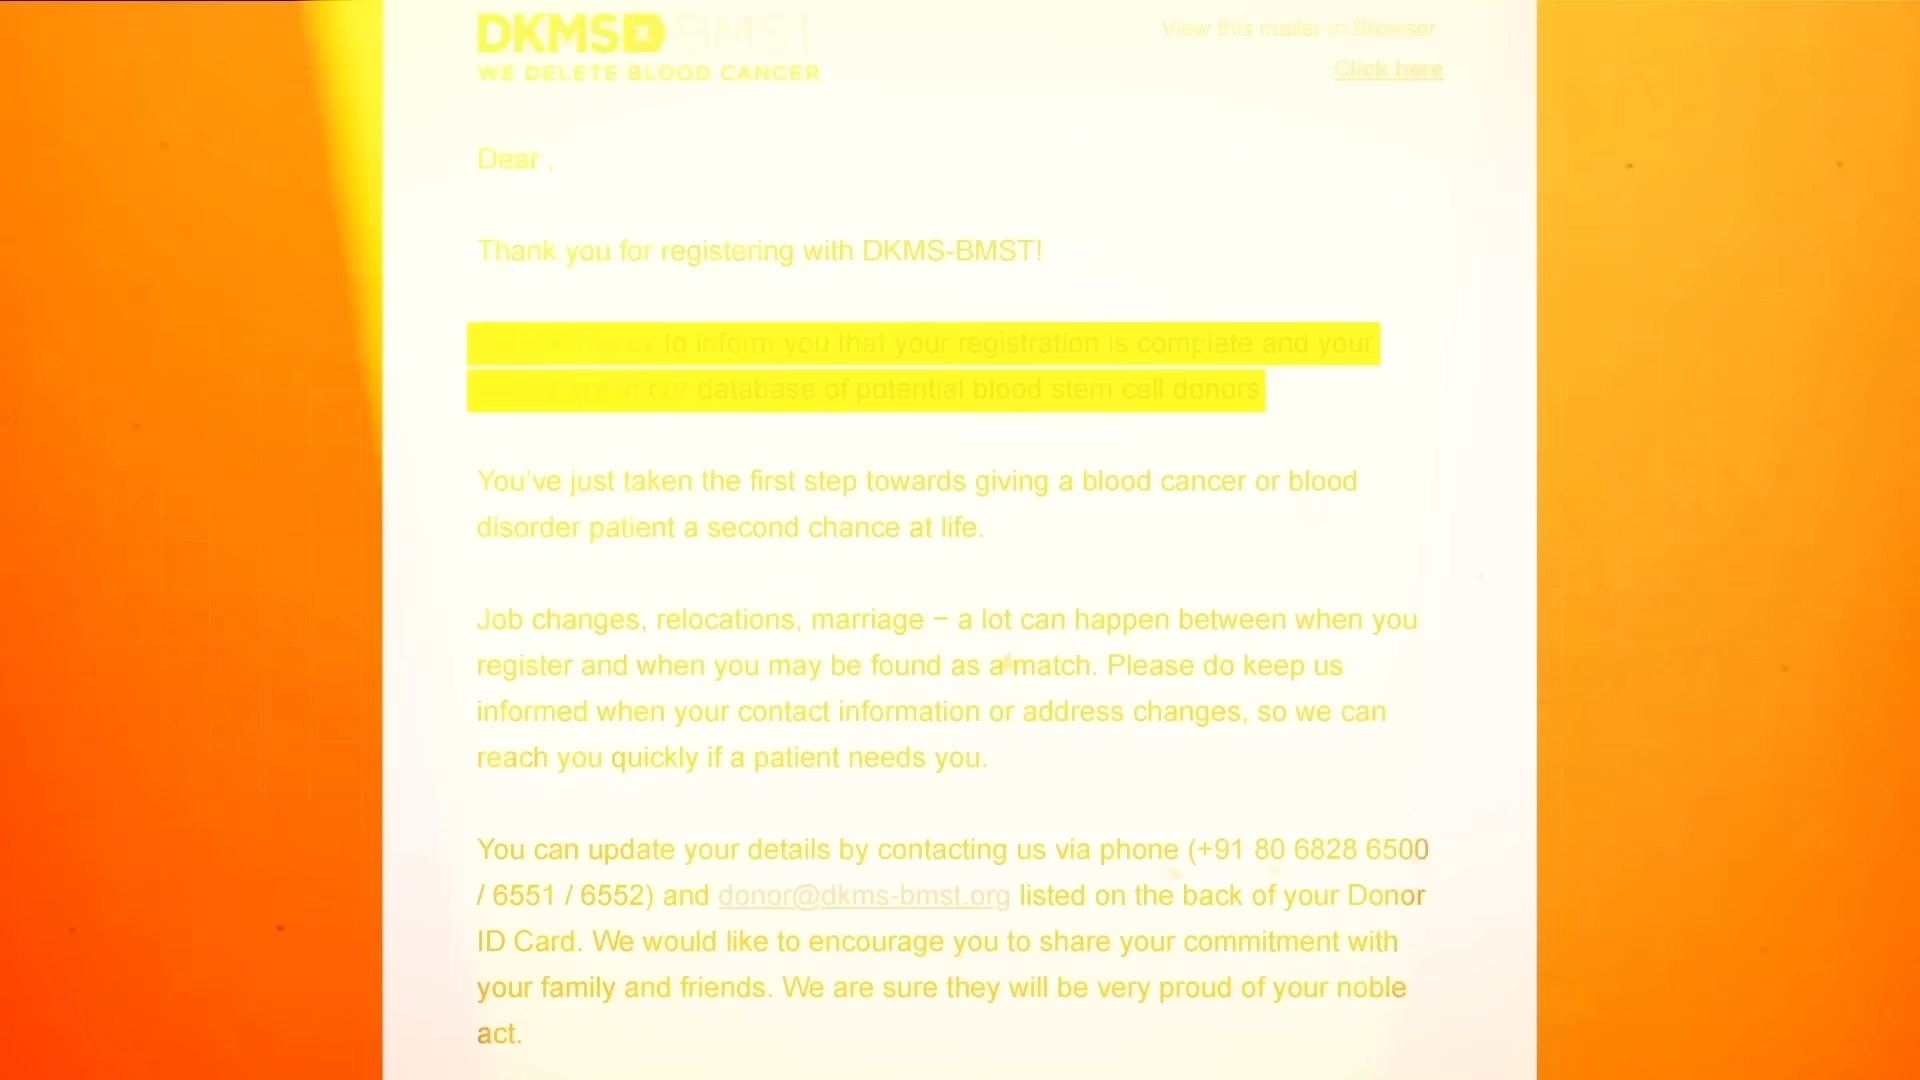 DKMS BMST
WE DELETE BLOOD CANCER
View this mailer in Browser
Click here
Dear ,
Thank you for registering with DKMS-BMST!
to inform you that your registration is complete and your
our database of potential blood stem cell donors.
You've just taken the first step towards giving a blood cancer or blood
disorder patient a second chance at life.
Job changes, relocations, marriage – a lot can happen between when you
register and when you may be found as a match. Please do keep us
informed when your contact information or address changes, so we can
reach you quickly if a patient needs you.
You can update your details by contacting us via phone (+91 80 6828 6500
/ 6551 / 6552) and donor@dkms-bmst.org listed on the back of your Donor
ID Card. We would like to encourage you to share your commitment with
your family and friends. We are sure they will be very proud of your noble
act.